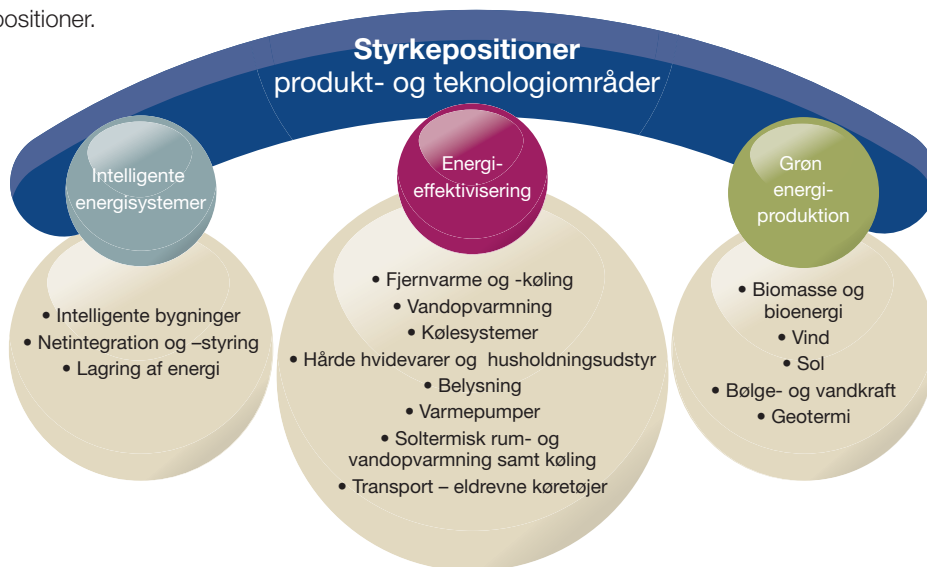 positioner.
Styrkepositioner
produkt- og teknologiområder
Intelligente
energisystemer
• Intelligente bygninger
• Netintegration og –styring
• Lagring af energi
Energi-
effektivisering
• Fjernvarme og -køling
• Vandopvarmning
• Kølesystemer
• Hårde hvidevarer og husholdningsudstyr
• Belysning
• Varmepumper
• Soltermisk rum- og
vandopvarmning samt køling
• Transport – eldrevne køretøjer
Grøn
energi-
produktion
• Biomasse og
bioenergi
• Vind
• Sol
• Bølge- og vandkraft
• Geotermi